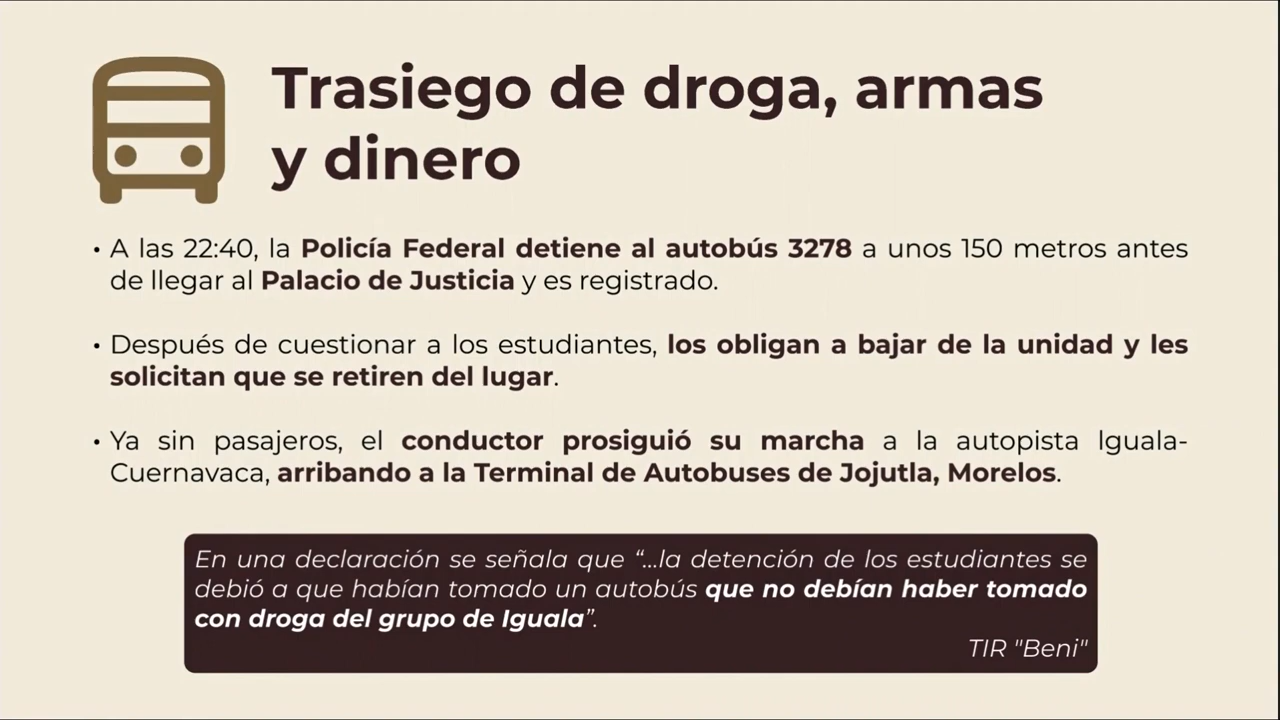 Trasiego de droga, armas
y dinero
• A las 22:40, la Policía Federal detiene al autobús 3278 a unos 150 metros antes
de llegar al Palacio de Justicia y es registrado.
• Después de cuestionar a los estudiantes, los obligan a bajar de la unidad y les
solicitan que se retiren del lugar.
• Ya sin pasajeros, el conductor prosiguió su marcha a la autopista Iguala-
Cuernavaca, arribando a la Terminal de Autobuses de Jojutla, Morelos.
En una declaración se señala que “...la detención de los estudiantes se
debió a que habían tomado un autobús que no debían haber tomado
con droga del grupo de Iguala”.
TIR "Beni"